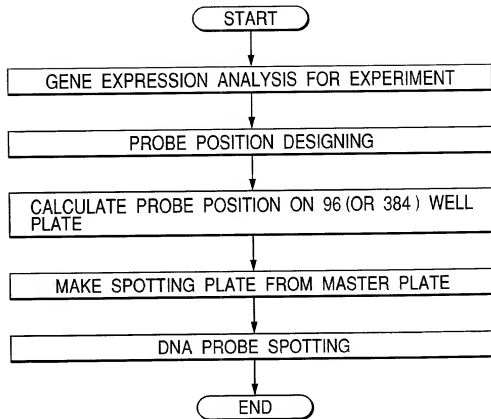 START
GENE EXPRESSION ANALYSIS FOR EXPERIMENT
PROBE POSITION DESIGNING
CALCULATE PROBE POSITION ON 96 (OR 384) WELL
PLATE
MAKE SPOTTING PLATE FROM MASTER PLATE
DNA PROBE SPOTTING
END